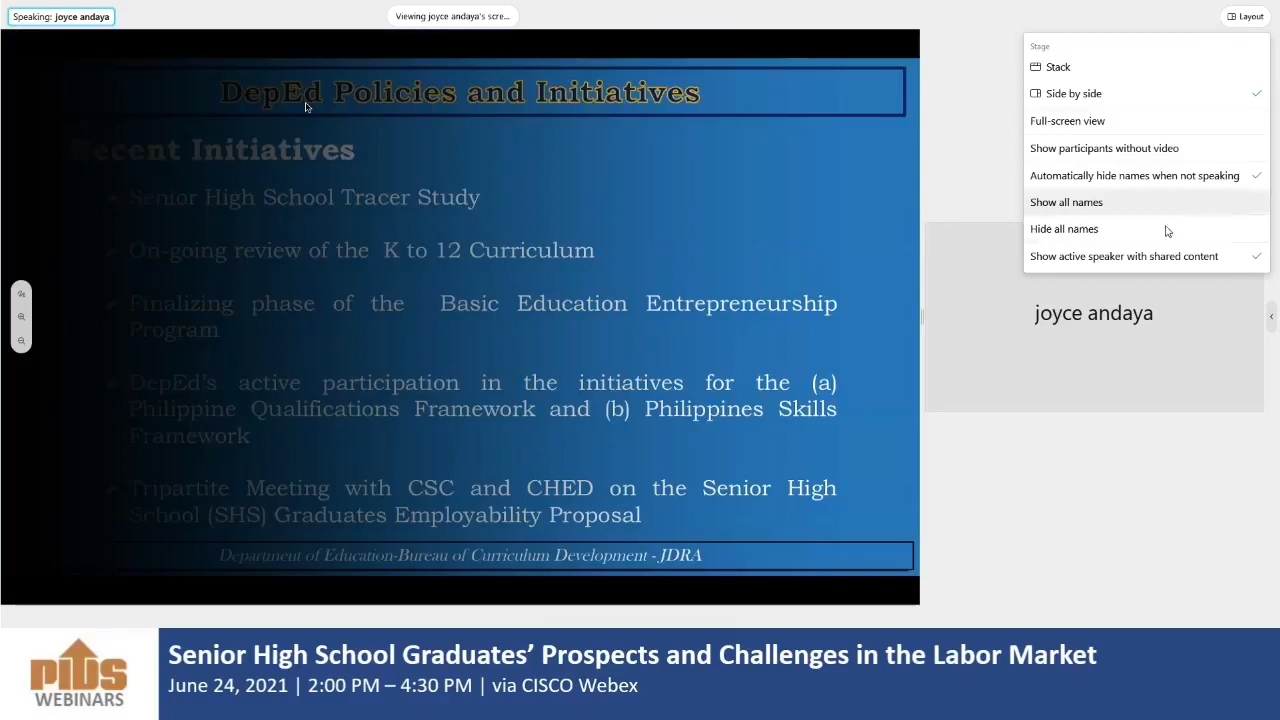 Speaking: joyce andaya
Viewing joyce andaya's scre...
Layout
DepEd Policies and Initiatives
Recent Initiatives
Senior High School Tracer Study
On-going review of the K to 12 Curriculum
Finalizing phase of the Basic Education Entrepreneurship
Program
DepEd's active participation in the initiatives for the (a)
Philippine Qualifications Framework and (b) Philippines Skills
Framework
Tripartite Meeting with CSC and CHED on the Senior High
School (SHS) Graduates Employability Proposal
Department of Education-Bureau of Curriculum Development - JDRA
Stage
Stack
Side by side
Full-screen view
Show participants without video
Automatically hide names when not speaking
Show all names
Hide all names
Show active speaker with shared content
joyce andaya
PIDS
WEBINARS
Senior High School Graduates' Prospects and Challenges in the Labor Market
June 24, 2021 | 2:00 PM – 4:30 PM | via CISCO Webex